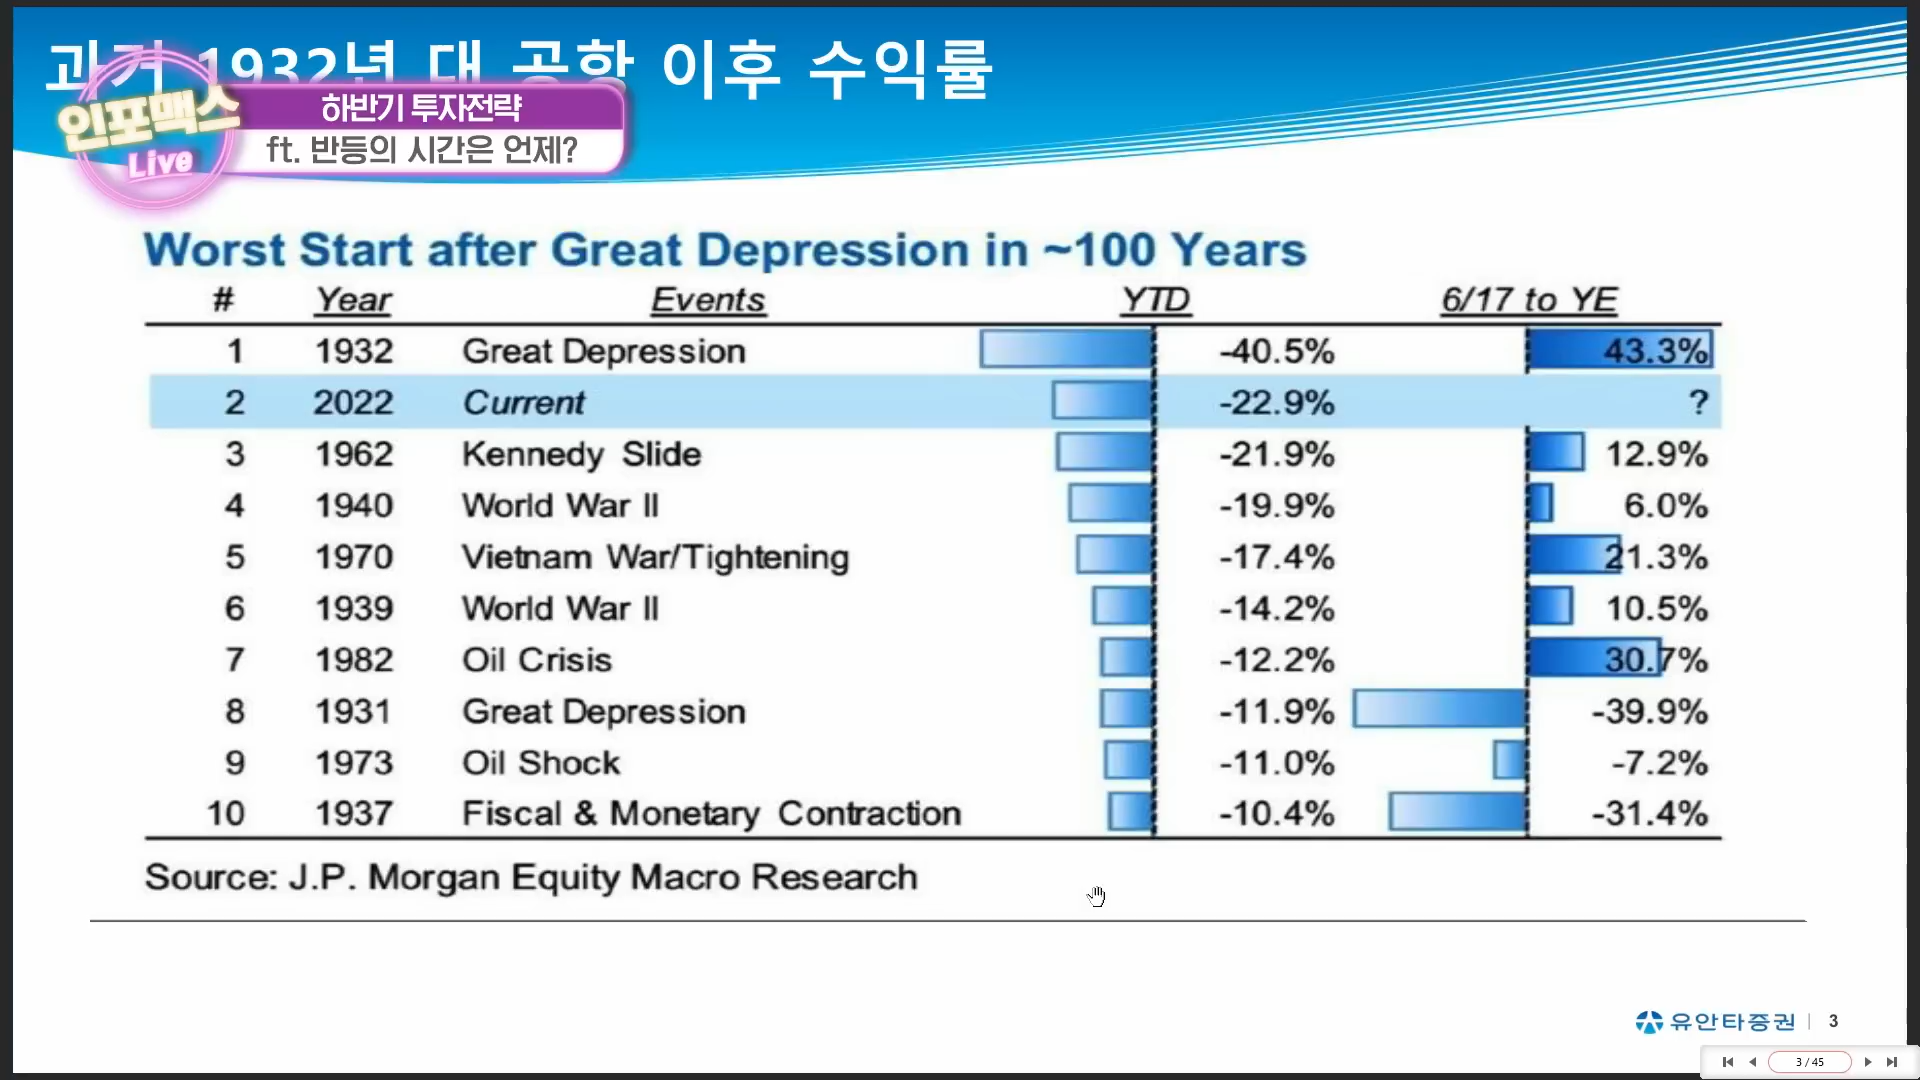 과거 1932년 대 공항 이후 수익률
인포맥스
Live
하반기 투자전략
ft. 반등의 시간은 언제?
Worst Start after Great Depression in ~100 Years
# Year Events YTD 6/17 to YE
1 1932 Great Depression -40.5% 43.3%
2 2022 Current -22.9% ?
3 1962 Kennedy Slide -21.9% 12.9%
4 1940 World War II -19.9% 6.0%
5 1970 Vietnam War/Tightening -17.4% 21.3%
6 1939 World War II -14.2% 10.5%
7 1982 Oil Crisis -12.2% 30.7%
8 1931 Great Depression -11.9% -39.9%
9 1973 Oil Shock -11.0% -7.2%
10 1937 Fiscal & Monetary Contraction -10.4% -31.4%
Source: J.P. Morgan Equity Macro Research
유안타증권 | 3
3 / 45